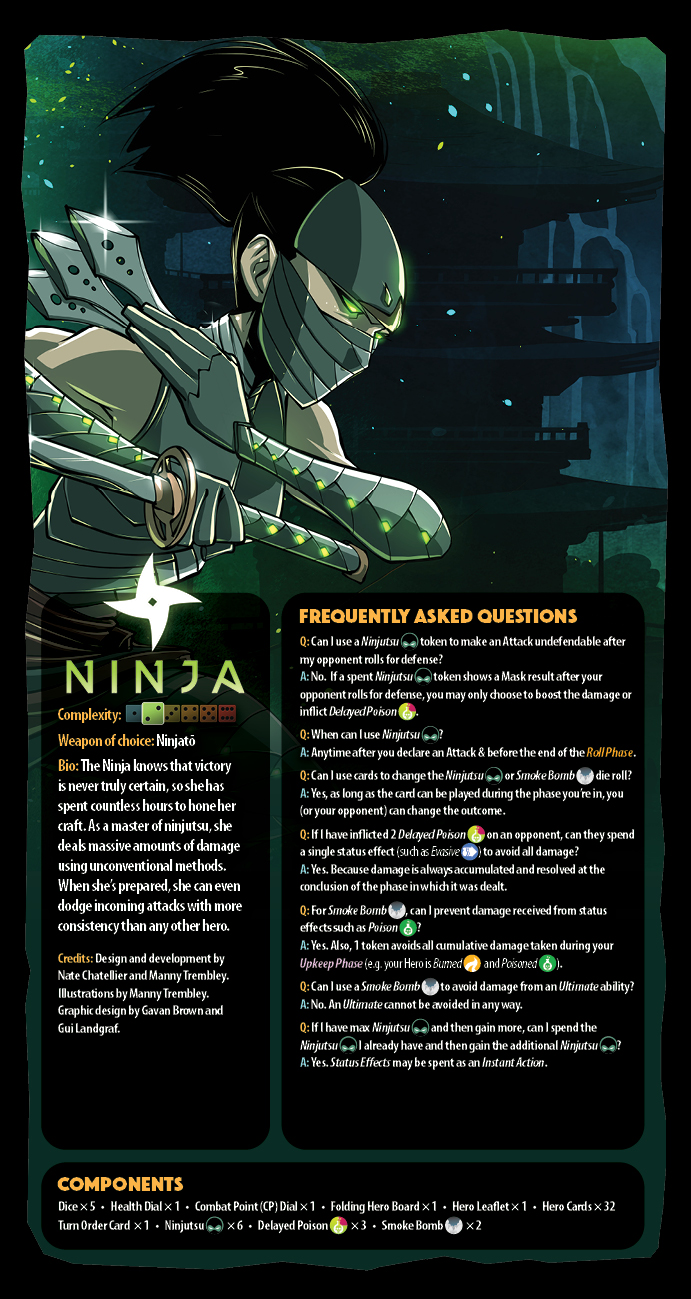 NINJA
Complexity:
Weapon of choice: Ninjatō
Bio: The Ninja knows that victory
is never truly certain, so she has
spent countless hours to hone her
craft. As a master of ninjutsu, she
deals massive amounts of damage
using unconventional methods.
When she's prepared, she can even
dodge incoming attacks with more
consistency than any other hero.
Credits: Design and development by
Nate Chatellier and Manny Trembley.
Illustrations by Manny Trembley.
Graphic design by Gavan Brown and
Gui Landgraf.
FREQUENTLY ASKED QUESTIONS
Q: Can I use a Ninjutsu token to make an Attack undefendable after
my opponent rolls for defense?
A: No. If a spent Ninjutsu token shows a Mask result after your
opponent rolls for defense, you may only choose to boost the damage or
inflict Delayed Poison.
Q: When can I use Ninjutsu?
A: Anytime after you declare an Attack & before the end of the Roll Phase.
Q: Can I use cards to change the Ninjutsu or Smoke Bomb die roll?
A: Yes, as long as the card can be played during the phase you're in, you
(or your opponent) can change the outcome.
Q: If I have inflicted 2 Delayed Poison on an opponent, can they spend
a single status effect (such as Evasive) to avoid all damage?
A: Yes. Because damage is always accumulated and resolved at the
conclusion of the phase in which it was dealt.
Q: For Smoke Bomb, can I prevent damage received from status
effects such as Poison?
A: Yes. Also, 1 token avoids all cumulative damage taken during your
Upkeep Phase (e.g. your Hero is Burned and Poisoned).
Q: Can I use a Smoke Bomb to avoid damage from an Ultimate ability?
A: No. An Ultimate cannot be avoided in any way.
Q: If I have max Ninjutsu and then gain more, can I spend the
Ninjutsu I already have and then gain the additional Ninjutsu?
A: Yes. Status Effects may be spent as an Instant Action.
COMPONENTS
Dice × 5 • Health Dial × 1 • Combat Point (CP) Dial × 1 • Folding Hero Board × 1 • Hero Leaflet × 1 • Hero Cards × 32
Turn Order Card × 1 • Ninjutsu × 6 • Delayed Poison × 3 • Smoke Bomb × 2